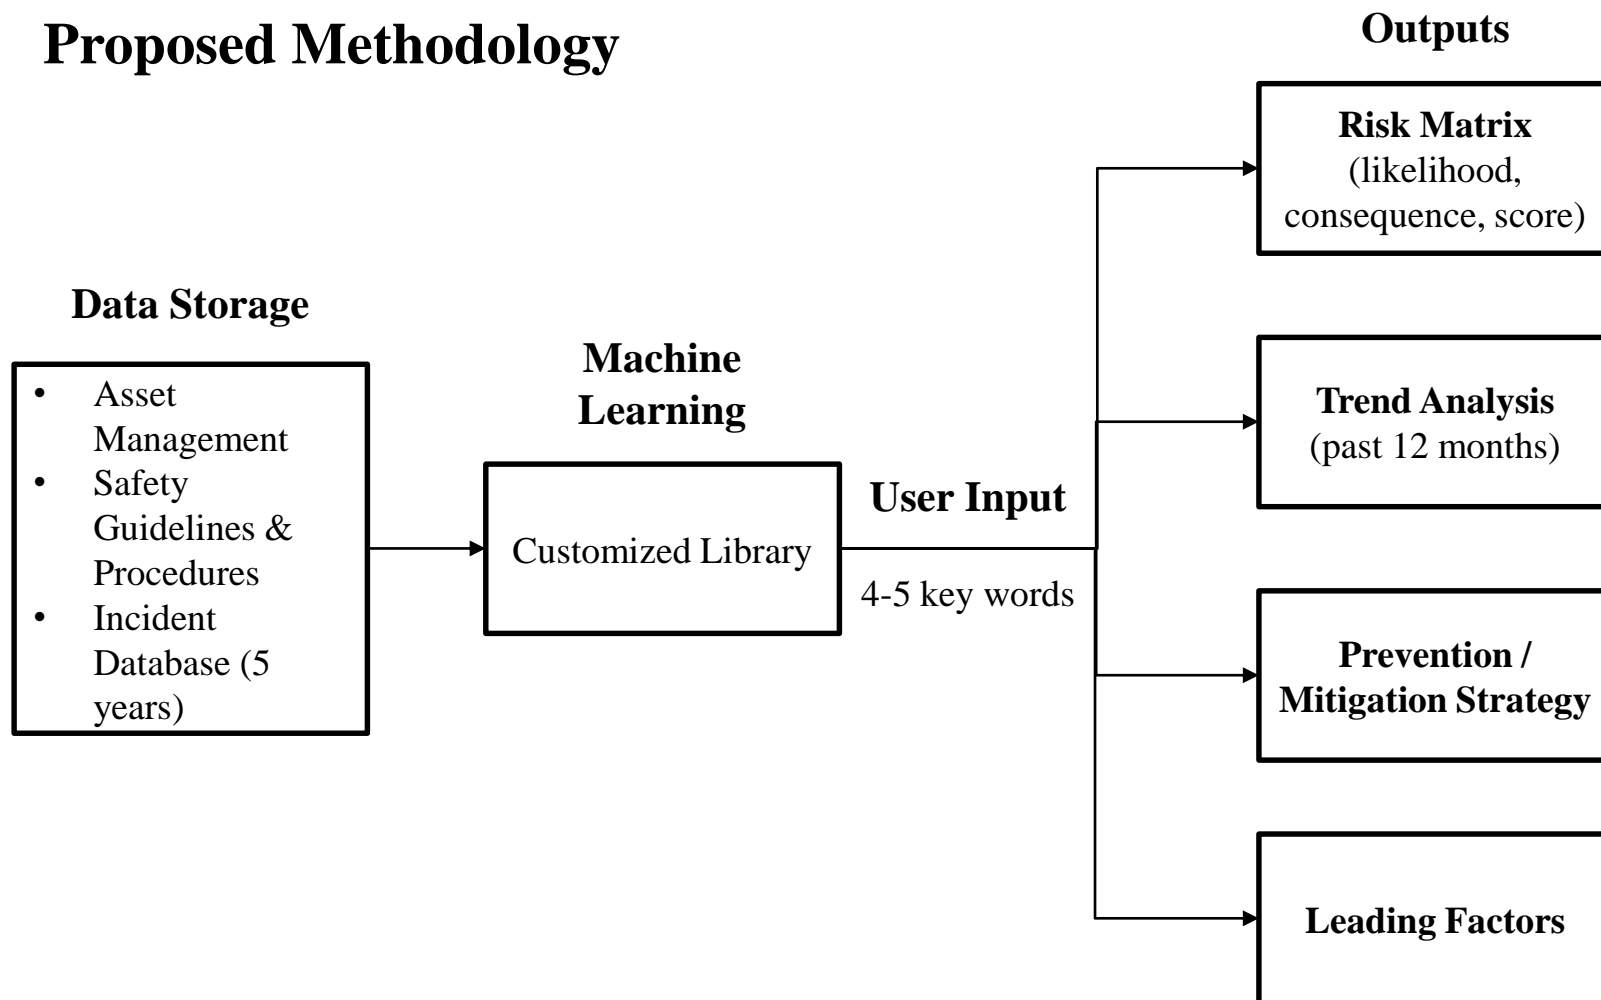 Proposed Methodology
Data Storage
• Asset
Management
• Safety
Guidelines &
Procedures
• Incident
Database (5
years)
Machine
Learning
Customized Library
User Input
4-5 key words
Outputs
Risk Matrix
(likelihood,
consequence, score)
Trend Analysis
(past 12 months)
Prevention /
Mitigation Strategy
Leading Factors